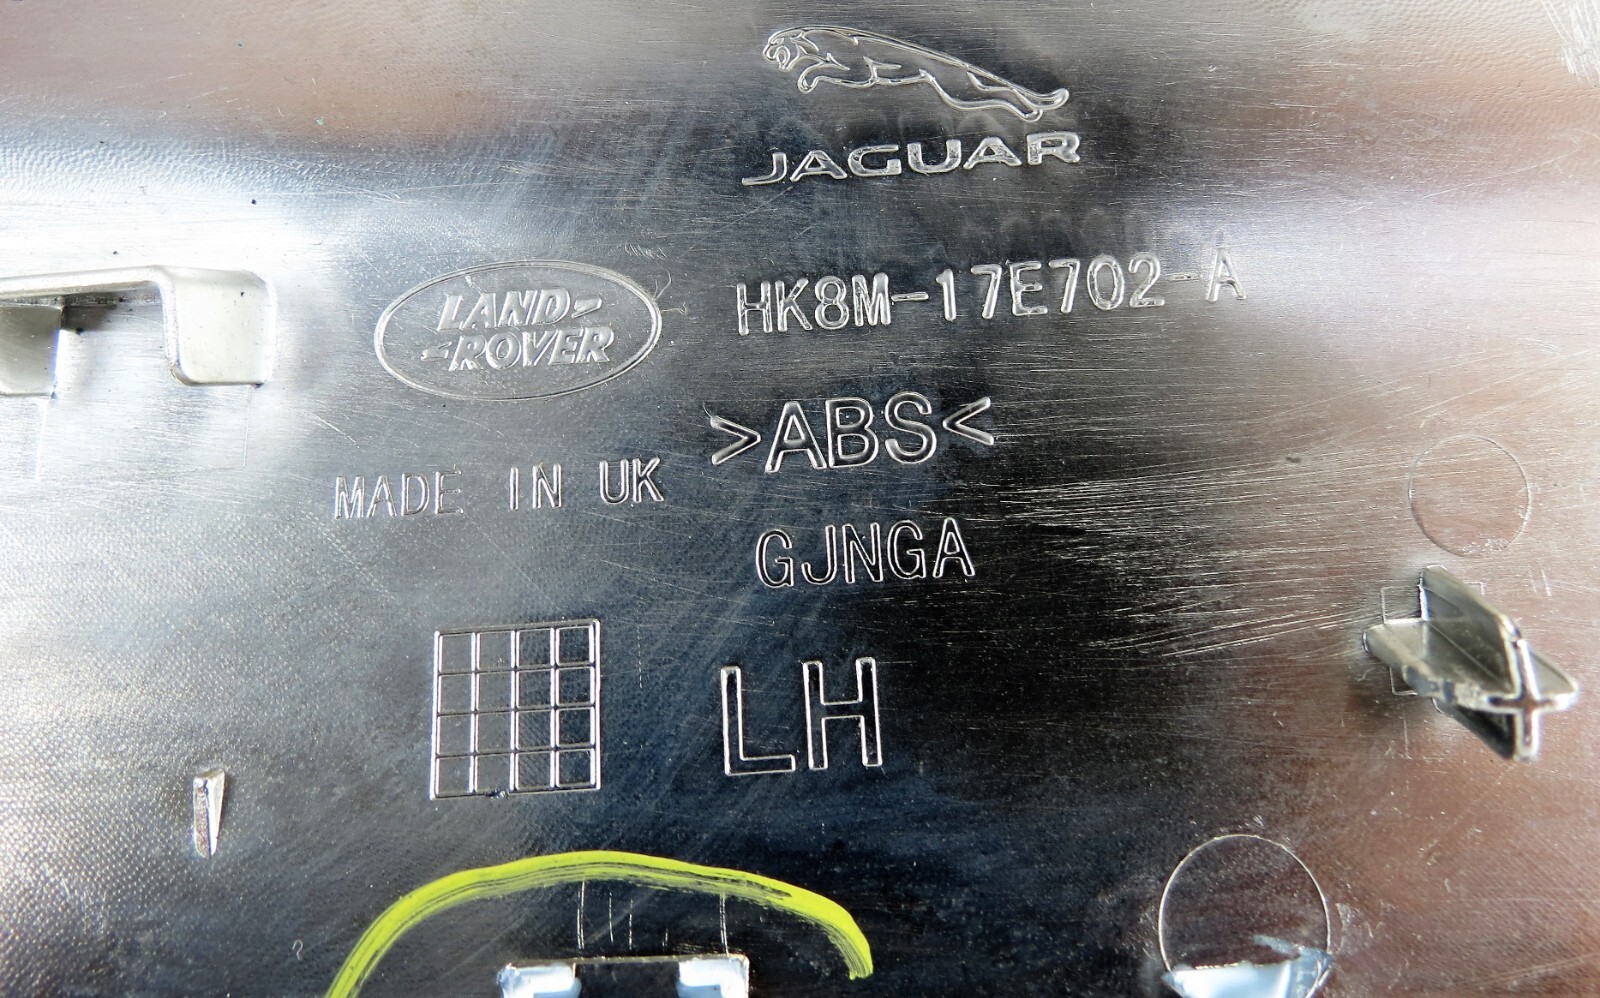 JAGUAR
LAND-
-ROVER
HK8M-17E702-A
>ABS<
MADE IN UK
GJNGA
LH